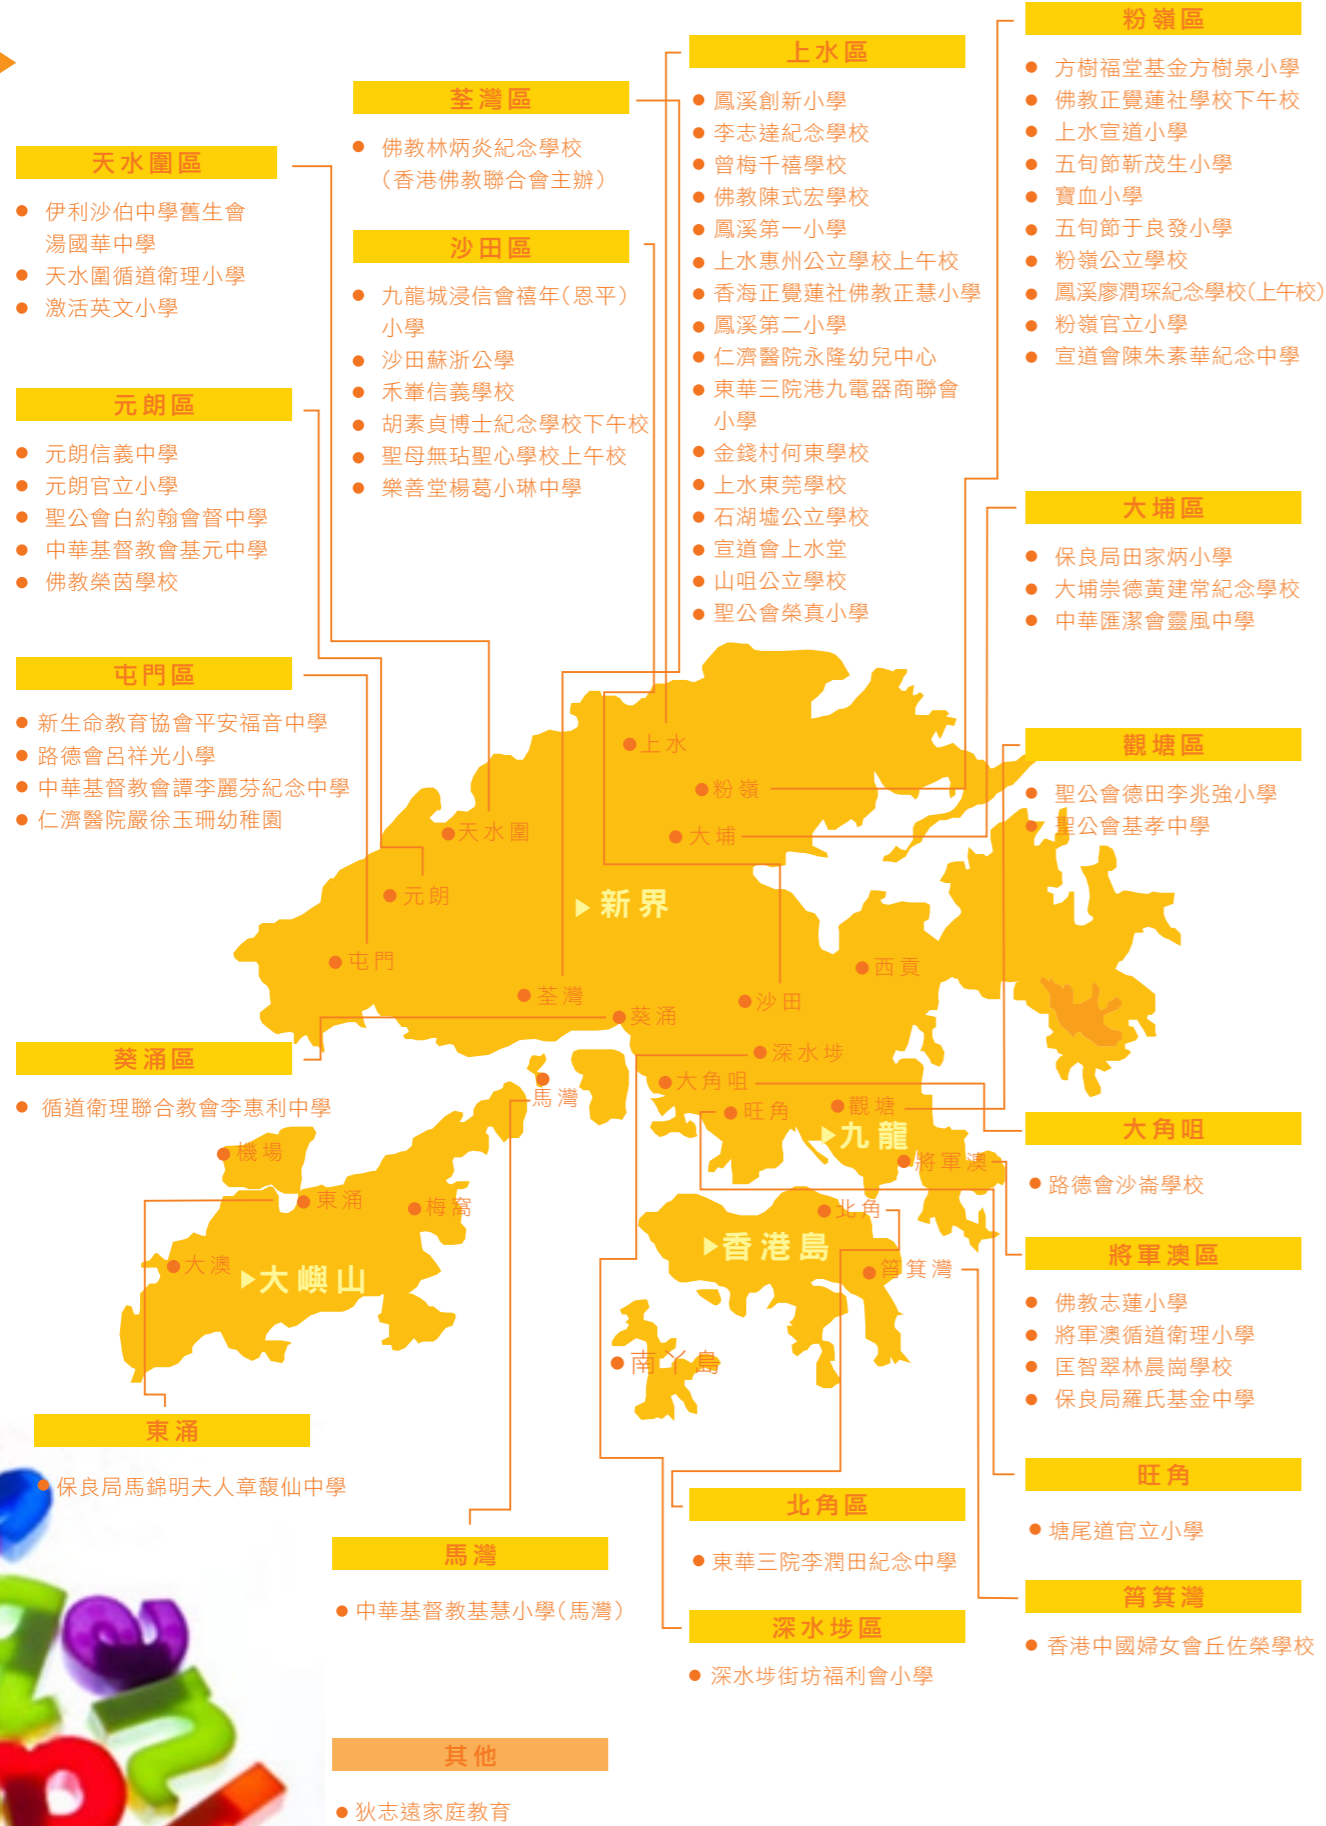 天水圍區
伊利沙伯中學舊生會
湯國華中學
天水圍循道衛理小學
激活英文小學
元朗區
元朗信義中學
元朗官立小學
聖公會白約翰會督中學
中華基督教會基元中學
佛教榮茵學校
屯門區
新生命教育協會平安福音中學
路德會呂祥光小學
中華基督教會譚李麗芬紀念中學
仁濟醫院嚴徐玉珊幼稚園
葵涌區
循道衛理聯合教會李惠利中學
荃灣區
佛教林炳炎紀念學校
（香港佛教聯合會主辦）
沙田區
九龍城浸信會禧年（恩平）
小學
沙田蘇浙公學
禾輋信義學校
胡素貞博士紀念學校下午校
聖母無玷聖心學校上午校
樂善堂楊葛小琳中學
上水區
鳳溪創新小學
李志達紀念學校
曾梅千禧學校
佛教陳式宏學校
鳳溪第一小學
上水惠州公立學校上午校
香海正覺蓮社佛教正慧小學
鳳溪第二小學
仁濟醫院永隆幼兒中心
東華三院港九電器商聯會
小學
金錢村何東學校
上水東莞學校
石湖墟公立學校
宣道會上水堂
山咀公立學校
聖公會榮真小學
粉嶺區
方樹福堂基金方樹泉小學
佛教正覺蓮社學校下午校
上水宣道小學
五旬節靳茂生小學
寶血小學
五旬節于良發小學
粉嶺公立學校
鳳溪廖潤琛紀念學校（上午校）
粉嶺官立小學
宣道會陳朱素華紀念中學
大埔區
保良局田家炳小學
大埔崇德黃建常紀念學校
中華匯潔會靈風中學
觀塘區
聖公會德田李兆強小學
聖公會基孝中學
上水
粉嶺
大埔
天水圍
元朗
新界
屯門
西貢
荃灣
沙田
葵涌
深水埗
大角咀
馬灣
旺角
觀塘
九龍
機場
將軍澳
東涌
梅窩
北角
香港島
大澳
大嶼山
筲箕灣
南丫島
大角咀
路德會沙崙學校
將軍澳區
佛教志蓮小學
將軍澳循道衛理小學
匡智翠林晨崗學校
保良局羅氏基金中學
旺角
塘尾道官立小學
筲箕灣
香港中國婦女會丘佐榮學校
東涌
保良局馬錦明夫人章馥仙中學
馬灣
中華基督教基慧小學（馬灣）
北角區
東華三院李潤田紀念中學
深水埗區
深水埗街坊福利會小學
其他
狄志遠家庭教育